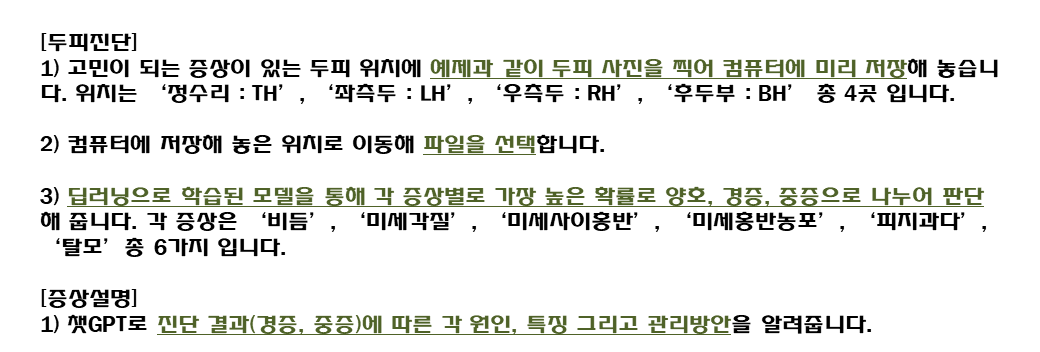 [두피진단]
1) 고민이 되는 증상이 있는 두피 위치에 예제과 같이 두피 사진을 찍어 컴퓨터에 미리 저장해 놓습니
다. 위치는 ‘정수리 : TH’, ‘좌측두 : LH’, ‘우측두 : RH’, ‘후두부 : BH’ 총 4곳 입니다.
2) 컴퓨터에 저장해 놓은 위치로 이동해 파일을 선택합니다.
3) 딥러닝으로 학습된 모델을 통해 각 증상별로 가장 높은 확률로 양호, 경증, 중증으로 나누어 판단
해 줍니다. 각 증상은 ‘비듬’, ‘미세각질’, ‘미세사이홍반’, ‘미세홍반농포’, ‘피지과다’,
‘탈모’ 총 6가지 입니다.
[증상설명]
1) 챗GPT로 진단 결과(경증, 중증)에 따른 각 원인, 특징 그리고 관리방안을 알려줍니다.